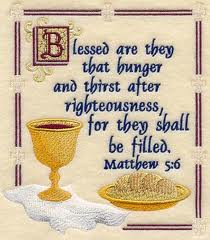 Blessed are they
that hunger
and thirst after
righteousness,
for they shall
be filled.
Matthew 5:6